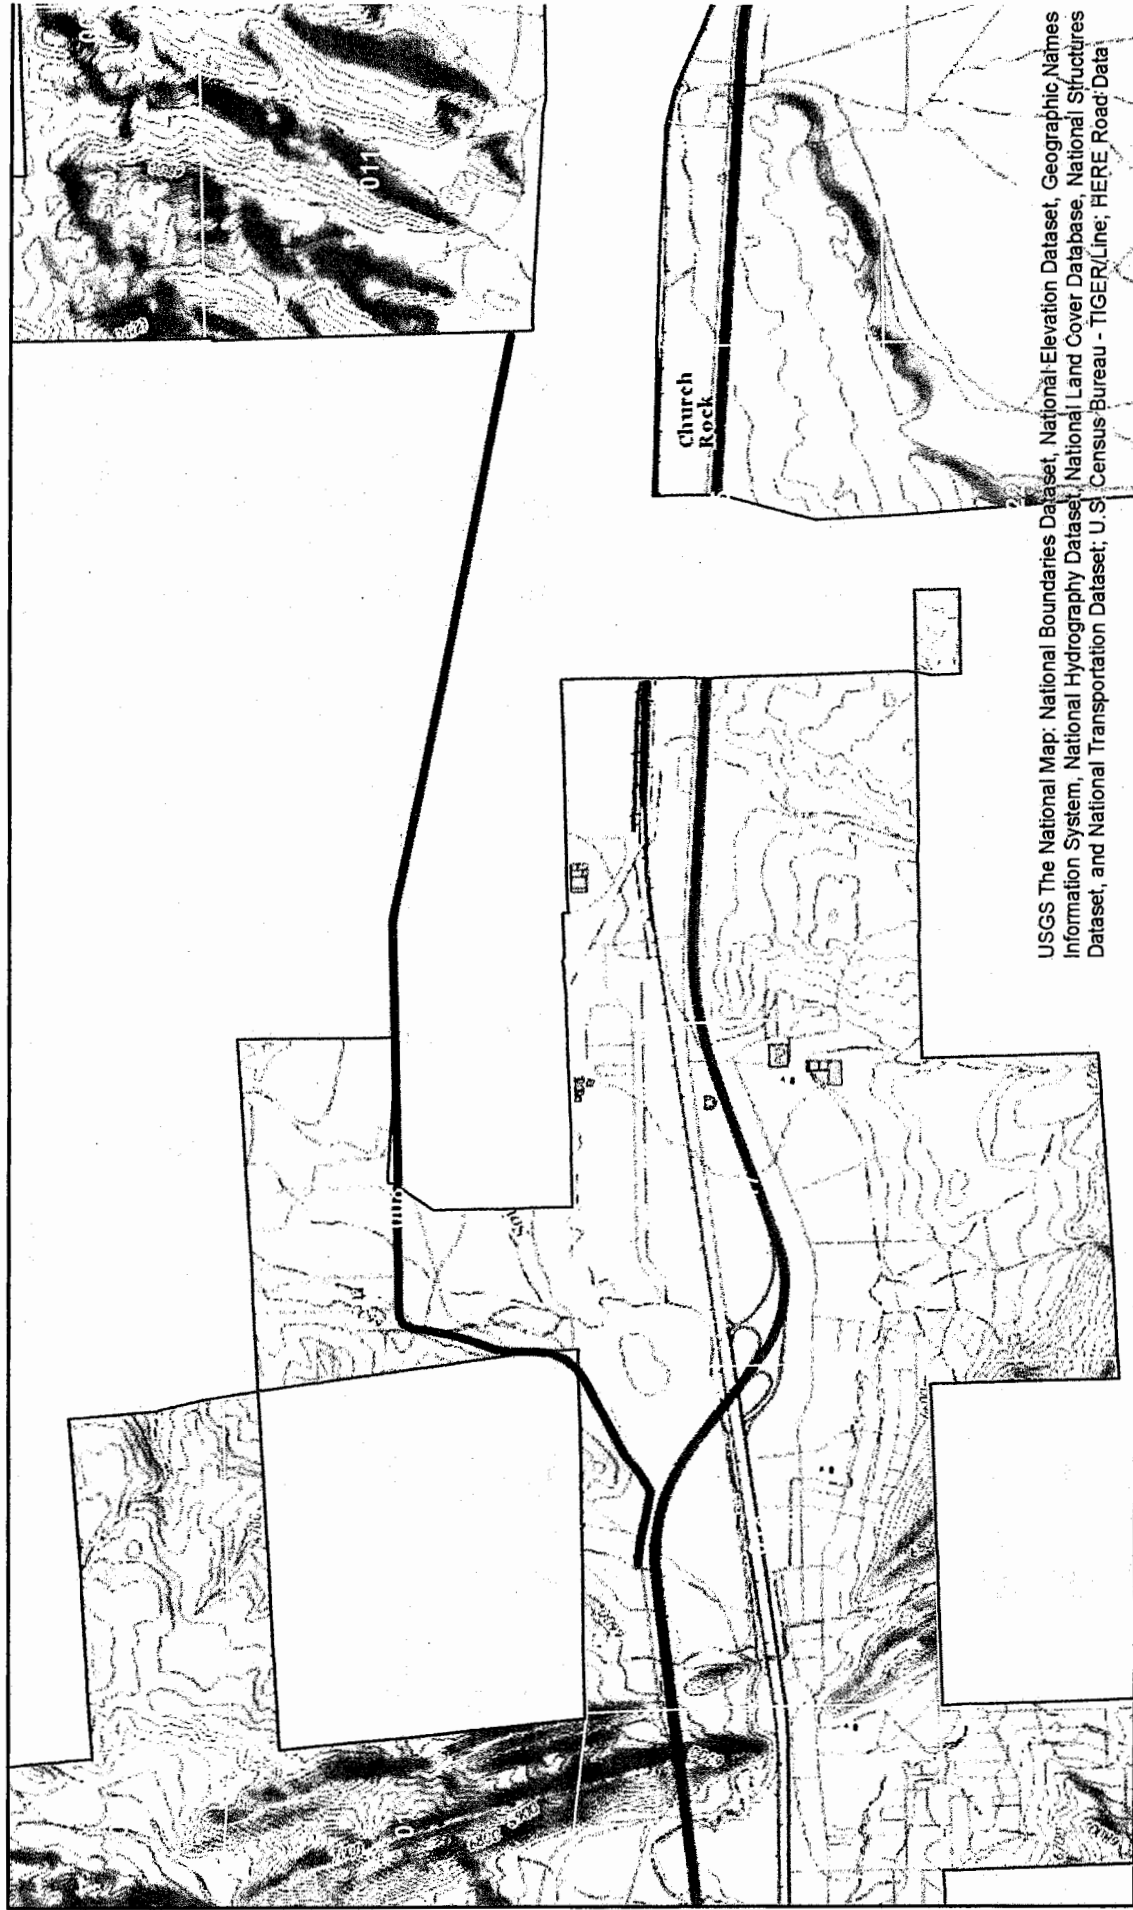 Church
Rock
USGS The National Map: National Boundaries Dataset, National Elevation Dataset, Geographic Names
Information System, National Hydrography Dataset, National Land Cover Database, National Structures
Dataset, and National Transportation Dataset; U.S. Census Bureau - TIGER/Line; HERE Road Data